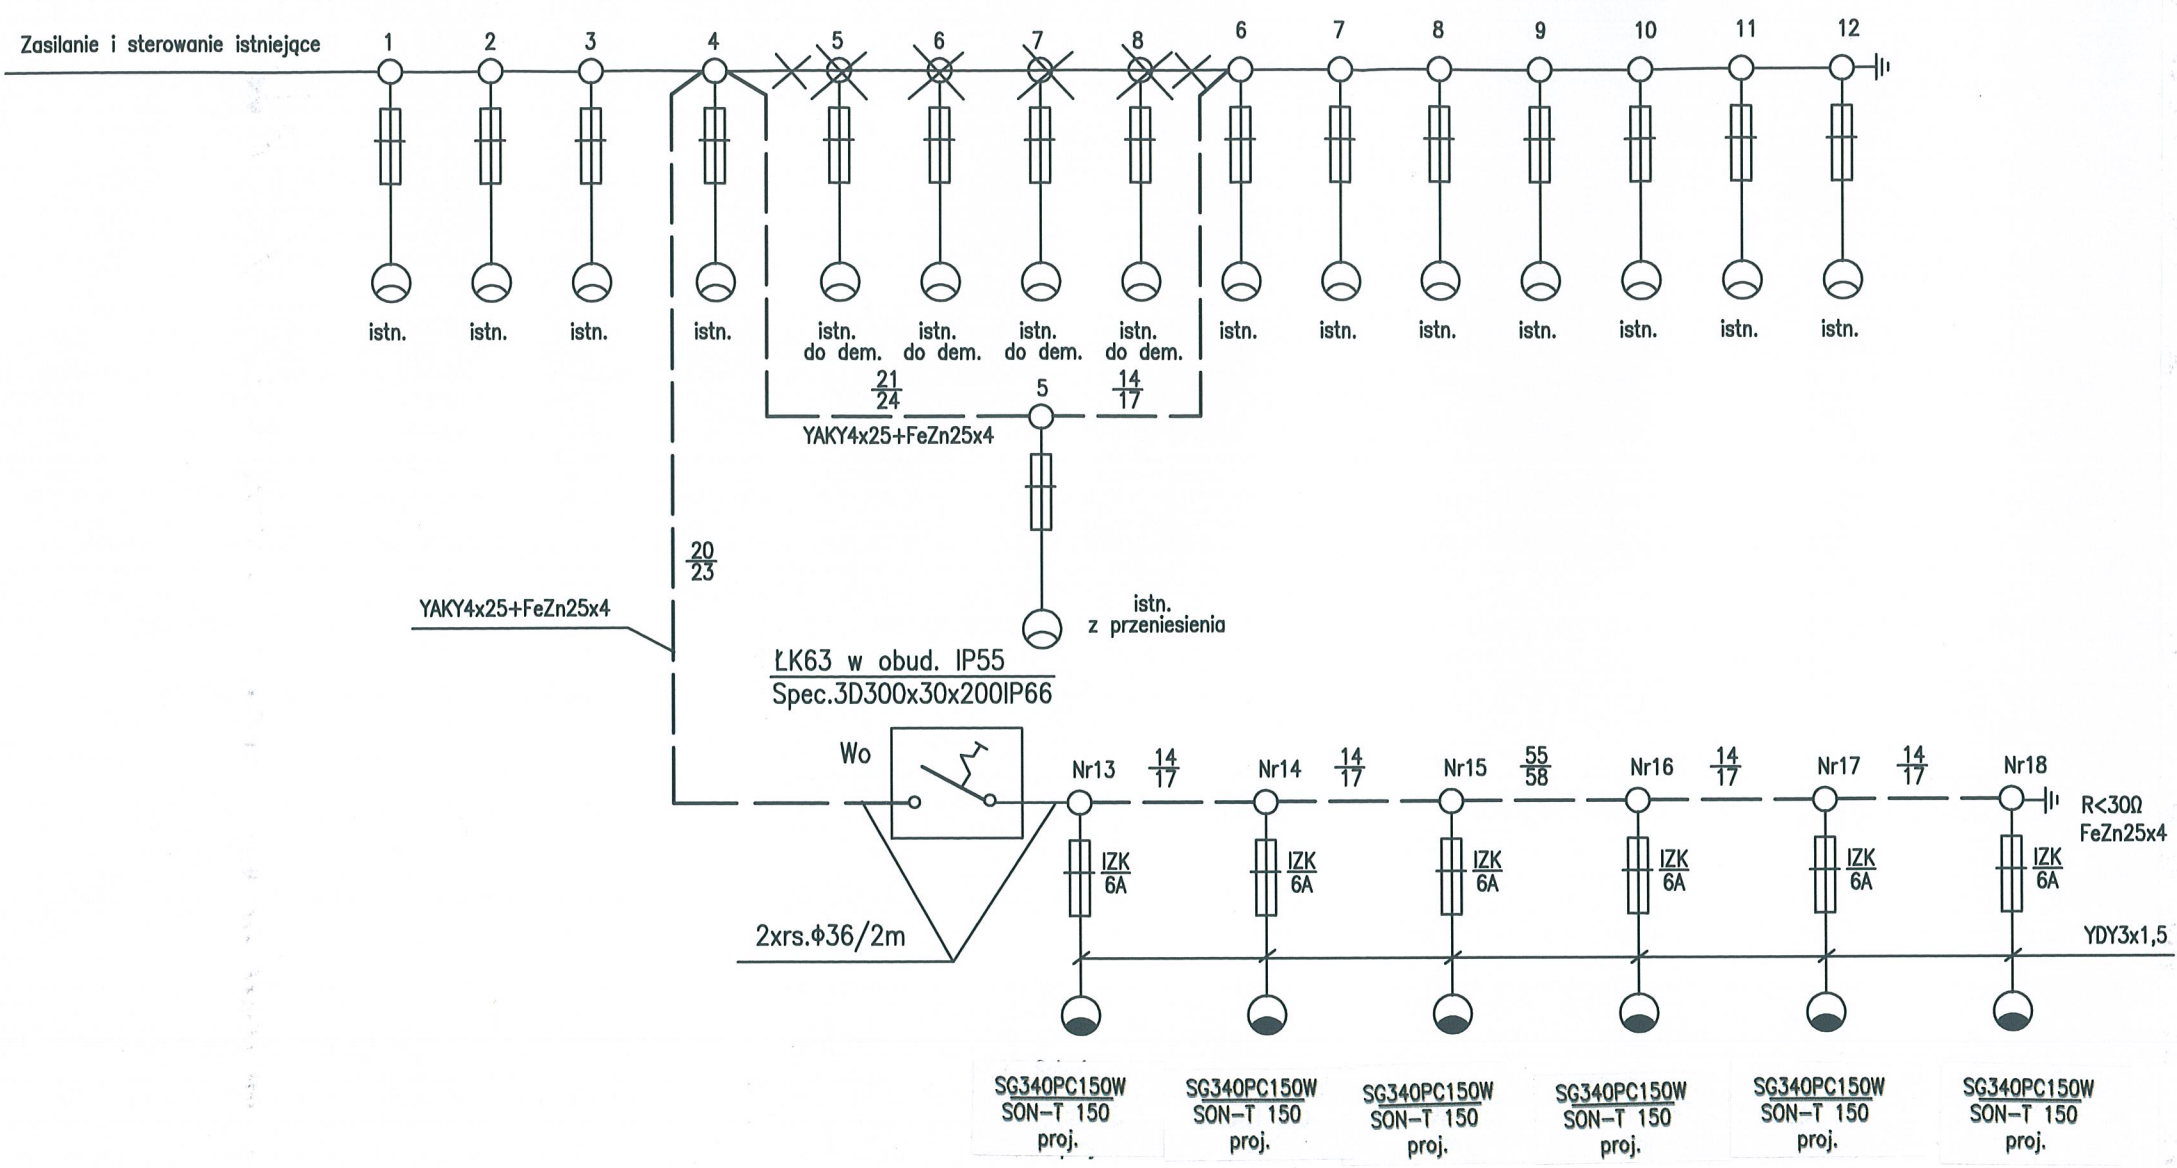 Zasilanie i sterowanie istniejące
1 2 3 4 5 6 7 8 6 7 8 9 10 11 12
istn. istn. istn. istn. istn. istn. istn. istn. istn. istn. istn. istn. istn. istn. istn.
do dem. do dem. do dem. do dem.
21
24
5
14
17
YAKY4x25+FeZn25x4
20
23
YAKY4x25+FeZn25x4
istn.
z przeniesienia
ŁK63 w obud. IP55
Spec.3D300x30x200IP66
Wo
Nr13
14
17
Nr14
14
17
Nr15
55
58
Nr16
14
17
Nr17
14
17
Nr18
R<30Ω
FeZn25x4
IZK
6A
IZK
6A
IZK
6A
IZK
6A
IZK
6A
IZK
6A
2xrs.Φ36/2m
YDY3x1,5
SG340PC150W
SON-T 150
proj.
SG340PC150W
SON-T 150
proj.
SG340PC150W
SON-T 150
proj.
SG340PC150W
SON-T 150
proj.
SG340PC150W
SON-T 150
proj.
SG340PC150W
SON-T 150
proj.